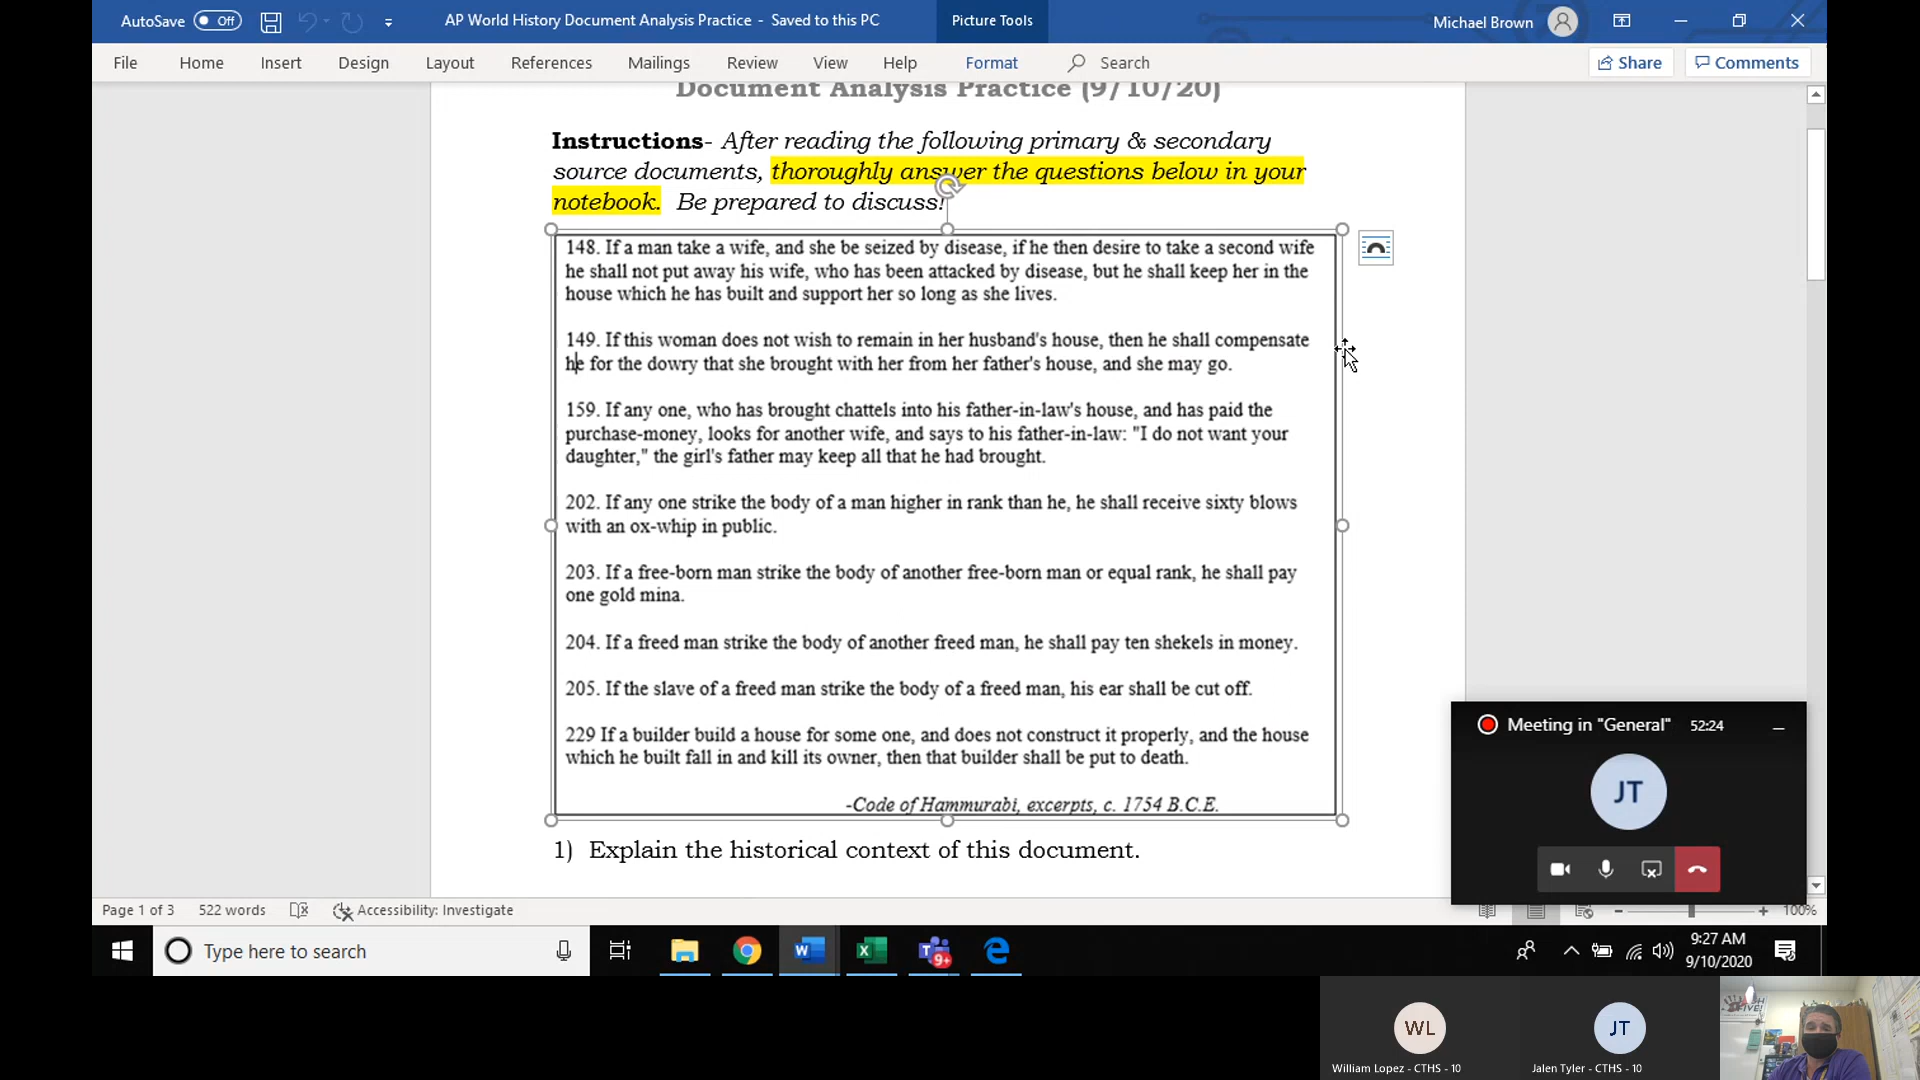 AutoSave Off AP World History Document Analysis Practice - Saved to this PC Picture Tools Michael Brown
File Home Insert Design Layout References Mailings Review View Help Format Search Share Comments
Document Analysis Practice (9/10/20)
Instructions- After reading the following primary & secondary
source documents, thoroughly answer the questions below in your
notebook. Be prepared to discuss!
148. If a man take a wife, and she be seized by disease, if he then desire to take a second wife
he shall not put away his wife, who has been attacked by disease, but he shall keep her in the
house which he has built and support her so long as she lives.
149. If this woman does not wish to remain in her husband's house, then he shall compensate
he for the dowry that she brought with her from her father's house, and she may go.
159. If any one, who has brought chattels into his father-in-law's house, and has paid the
purchase-money, looks for another wife, and says to his father-in-law: "I do not want your
daughter," the girl's father may keep all that he had brought.
202. If any one strike the body of a man higher in rank than he, he shall receive sixty blows
with an ox-whip in public.
203. If a free-born man strike the body of another free-born man or equal rank, he shall pay
one gold mina.
204. If a freed man strike the body of another freed man, he shall pay ten shekels in money.
205. If the slave of a freed man strike the body of a freed man, his ear shall be cut off.
229 If a builder build a house for some one, and does not construct it properly, and the house
which he built fall in and kill its owner, then that builder shall be put to death.
-Code of Hammurabi, excerpts, c. 1754 B.C.E.
1) Explain the historical context of this document.
Meeting in "General" 52:24
JT
Page 1 of 3 522 words Accessibility: Investigate 100%
Type here to search
9+
9:27 AM
9/10/2020
WL
JT
William Lopez - CTHS - 10
Jalen Tyler - CTHS - 10